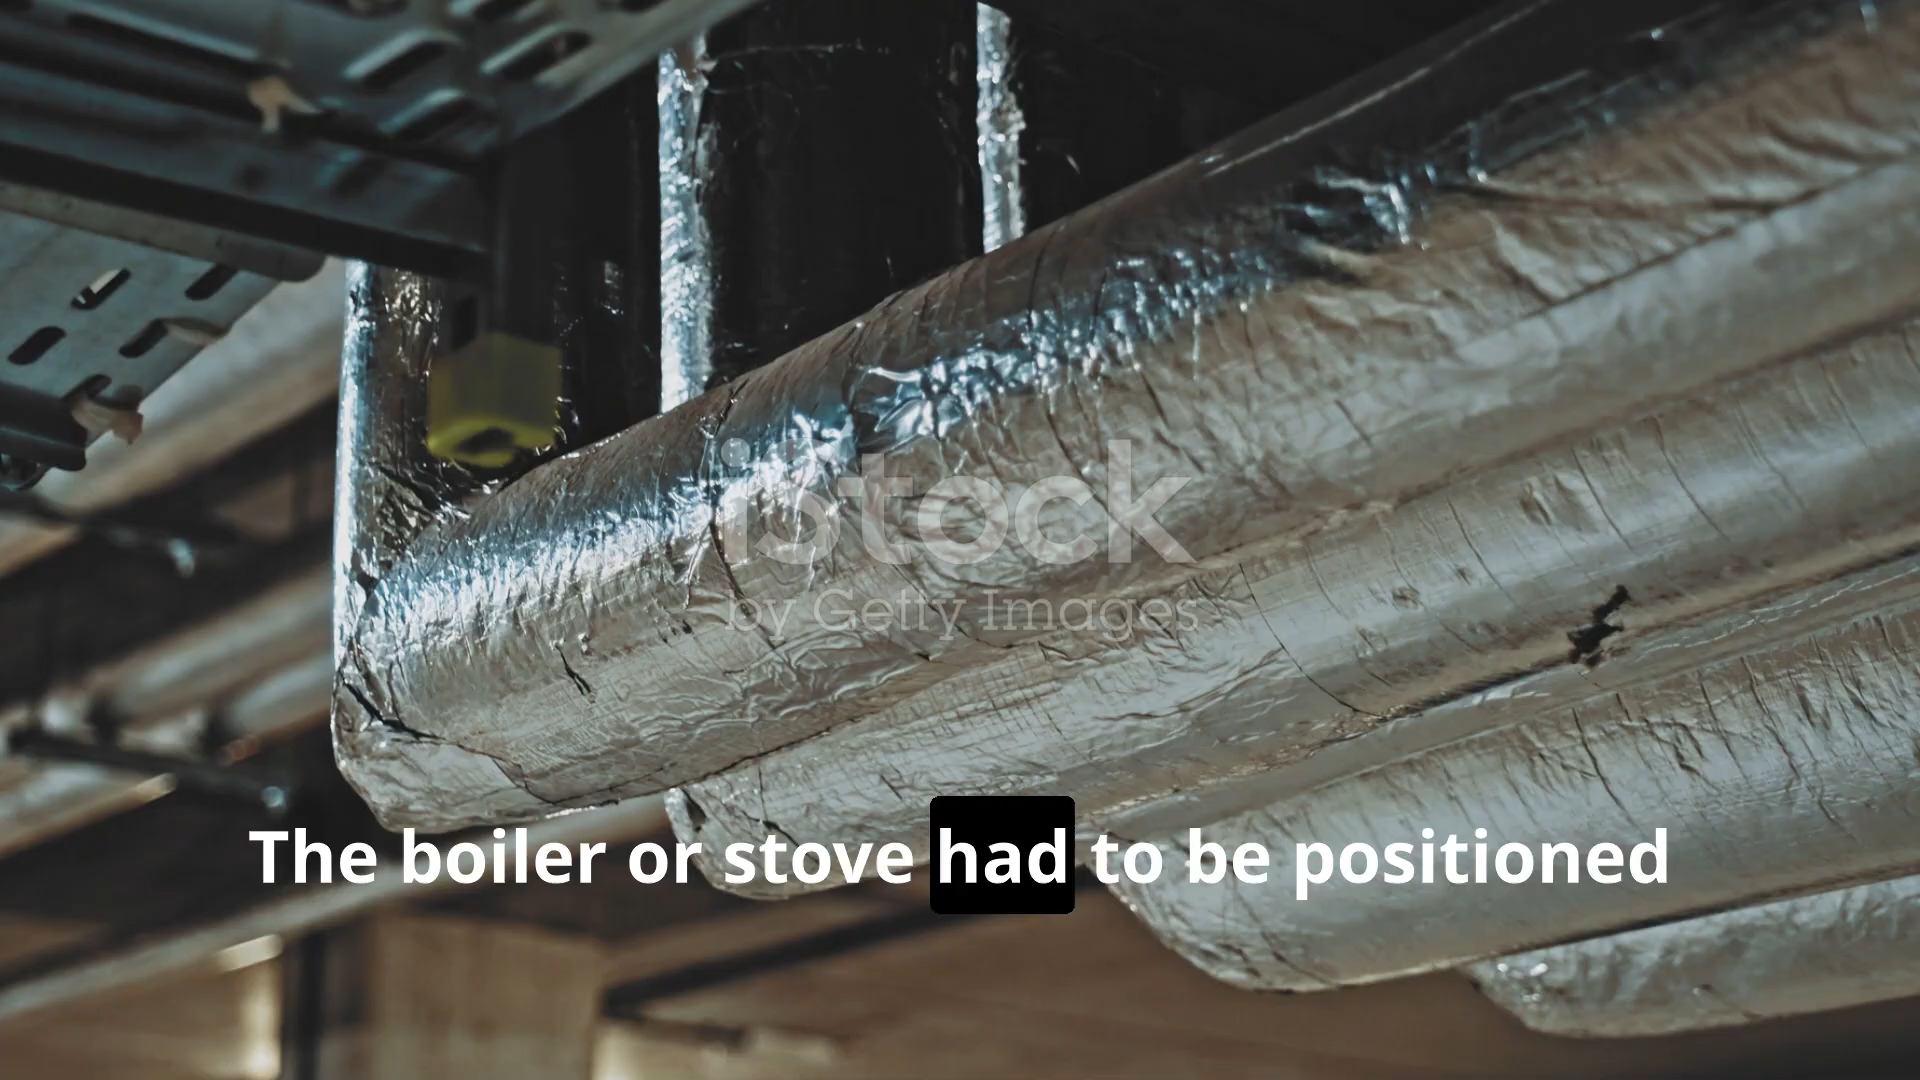 iStock
by Getty Images
The boiler or stove had to be positioned